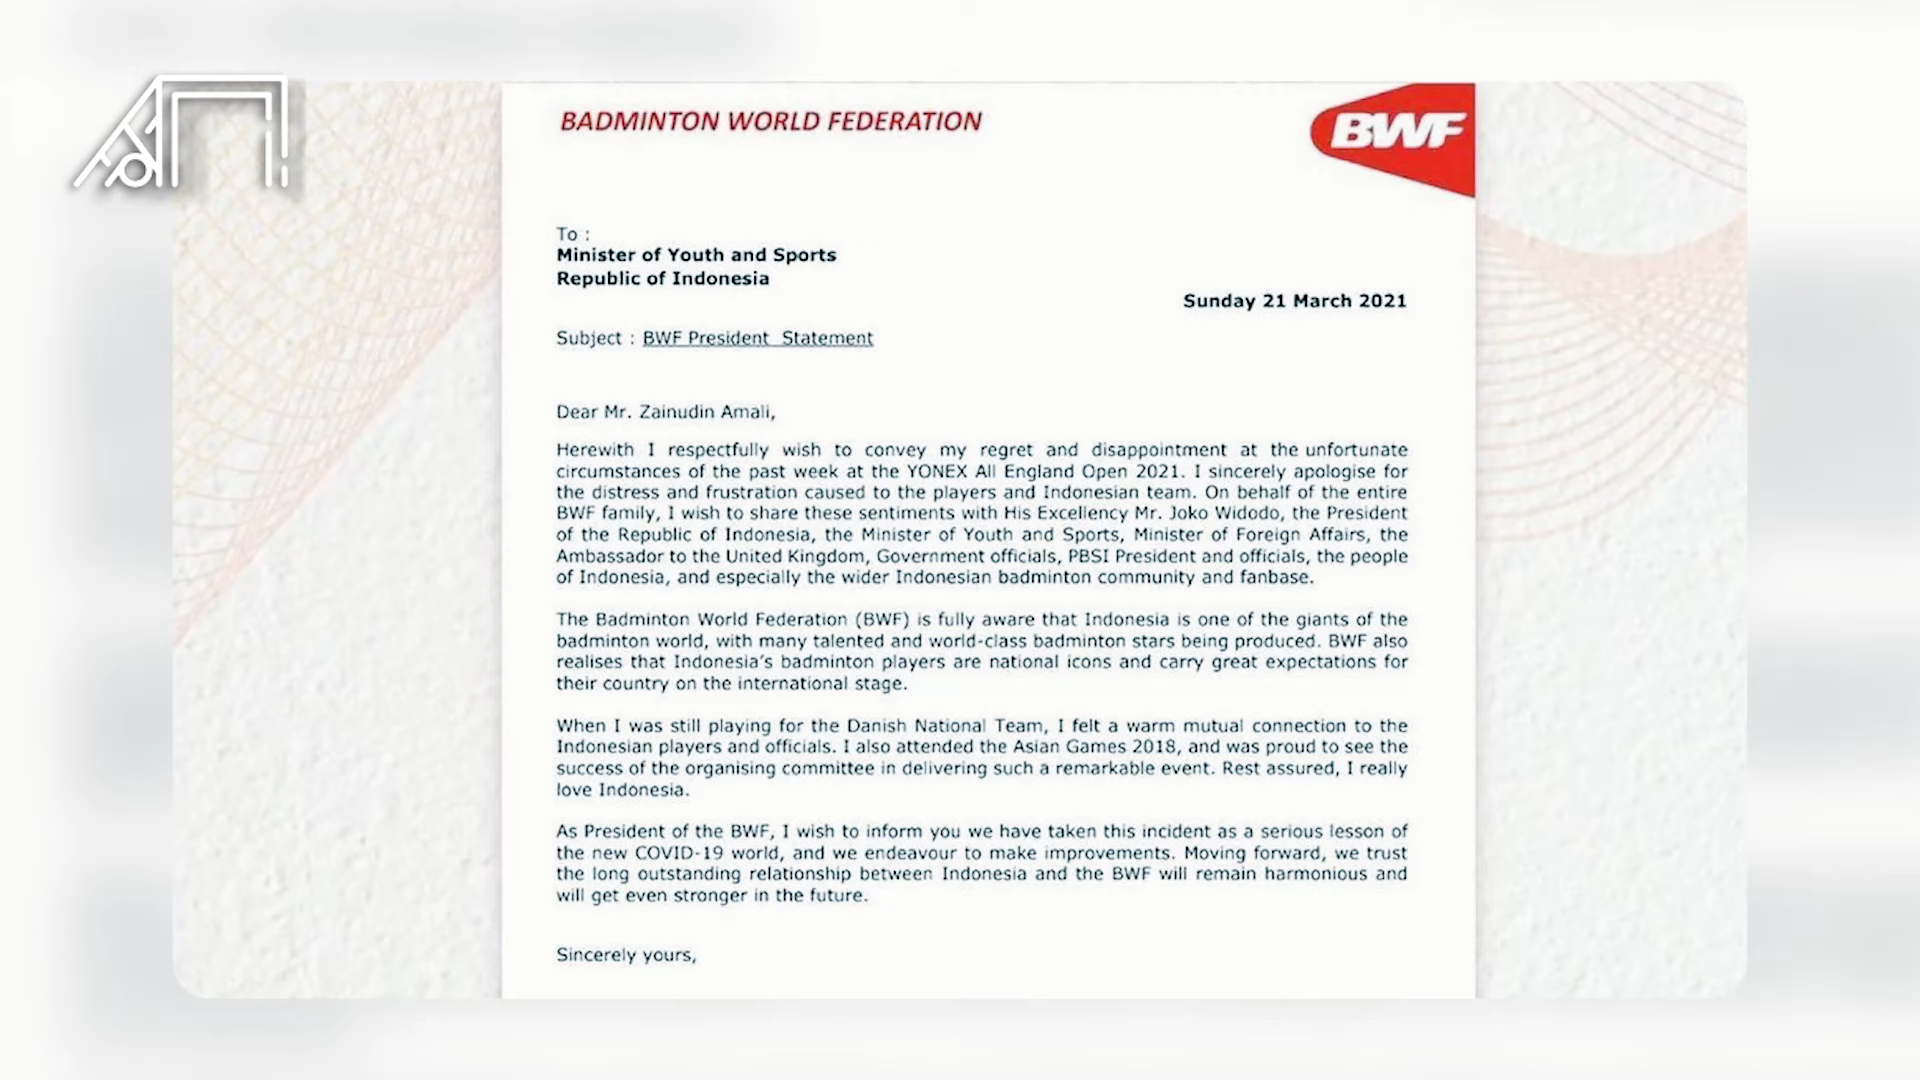 BADMINTON WORLD FEDERATION
BWF
To :
Minister of Youth and Sports
Republic of Indonesia
Sunday 21 March 2021
Subject : BWF President Statement
Dear Mr. Zainudin Amali,
Herewith I respectfully wish to convey my regret and disappointment at the unfortunate
circumstances of the past week at the YONEX All England Open 2021. I sincerely apologise for
the distress and frustration caused to the players and Indonesian team. On behalf of the entire
BWF family, I wish to share these sentiments with His Excellency Mr. Joko Widodo, the President
of the Republic of Indonesia, the Minister of Youth and Sports, Minister of Foreign Affairs, the
Ambassador to the United Kingdom, Government officials, PBSI President and officials, the people
of Indonesia, and especially the wider Indonesian badminton community and fanbase.
The Badminton World Federation (BWF) is fully aware that Indonesia is one of the giants of the
badminton world, with many talented and world-class badminton stars being produced. BWF also
realises that Indonesia's badminton players are national icons and carry great expectations for
their country on the international stage.
When I was still playing for the Danish National Team, I felt a warm mutual connection to the
Indonesian players and officials. I also attended the Asian Games 2018, and was proud to see the
success of the organising committee in delivering such a remarkable event. Rest assured, I really
love Indonesia.
As President of the BWF, I wish to inform you we have taken this incident as a serious lesson of
the new COVID-19 world, and we endeavour to make improvements. Moving forward, we trust
the long outstanding relationship between Indonesia and the BWF will remain harmonious and
will get even stronger in the future.
Sincerely yours,